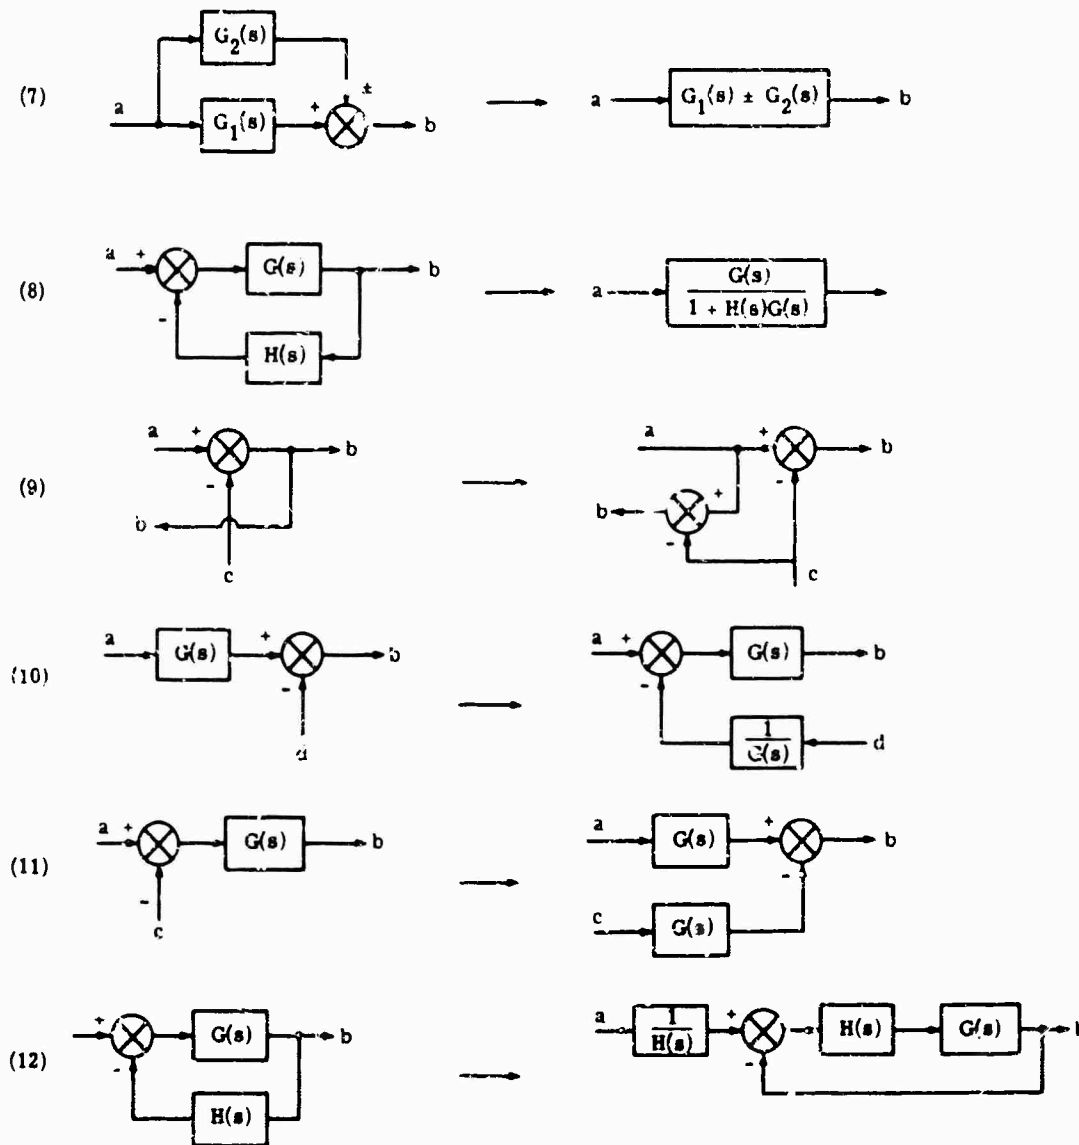 G2(s)
(7)
a
+
±
G1(s)
b
a
G1(s) ± G2(s)
b
(8)
a
+
-
G(s)
b
H(s)
a
G(s)
1 + H(s)G(s)
(9)
a
+
-
b
b
c
a
+
-
b
b
+
-
c
(10)
a
G(s)
+
-
b
d
a
+
-
G(s)
b
1
G(s)
d
(11)
a
+
-
G(s)
b
c
a
G(s)
+
-
b
c
G(s)
(12)
+
-
G(s)
b
H(s)
a
1
H(s)
+
-
H(s)
G(s)